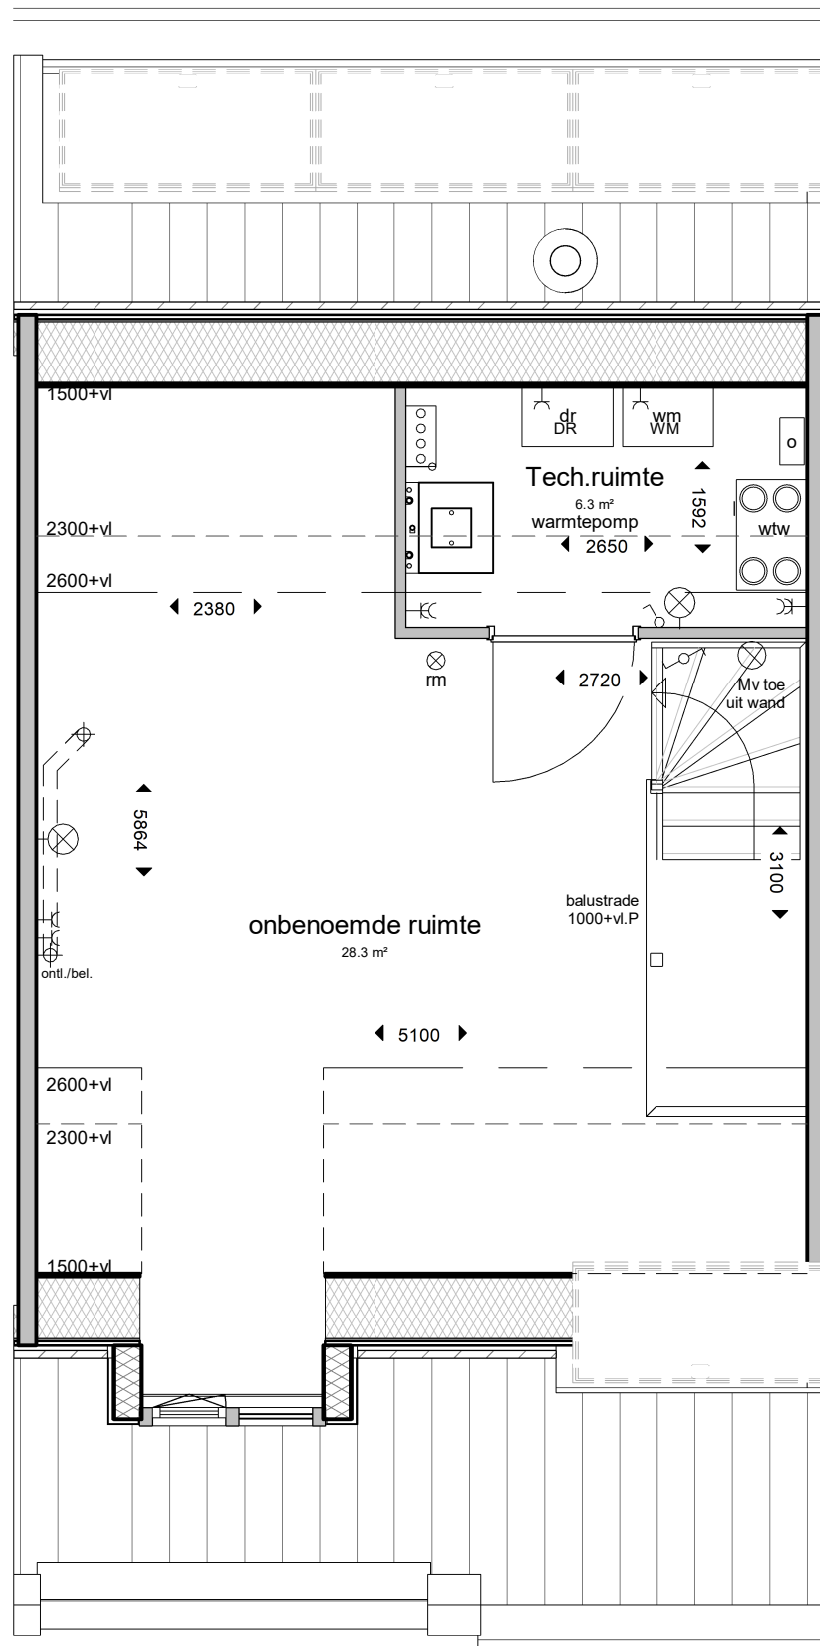 1500+vl
dr
DR
wm
WM
o
Tech.ruimte
6.3 m²
warmtepomp
2650
1592
wtw
2300+vl
2600+vl
2380
rm
2720
Mv toe
uit wand
5864
3100
balustrade
1000+vl.P
onbenoemde ruimte
28.3 m²
ontl./bel.
5100
2600+vl
2300+vl
1500+vl